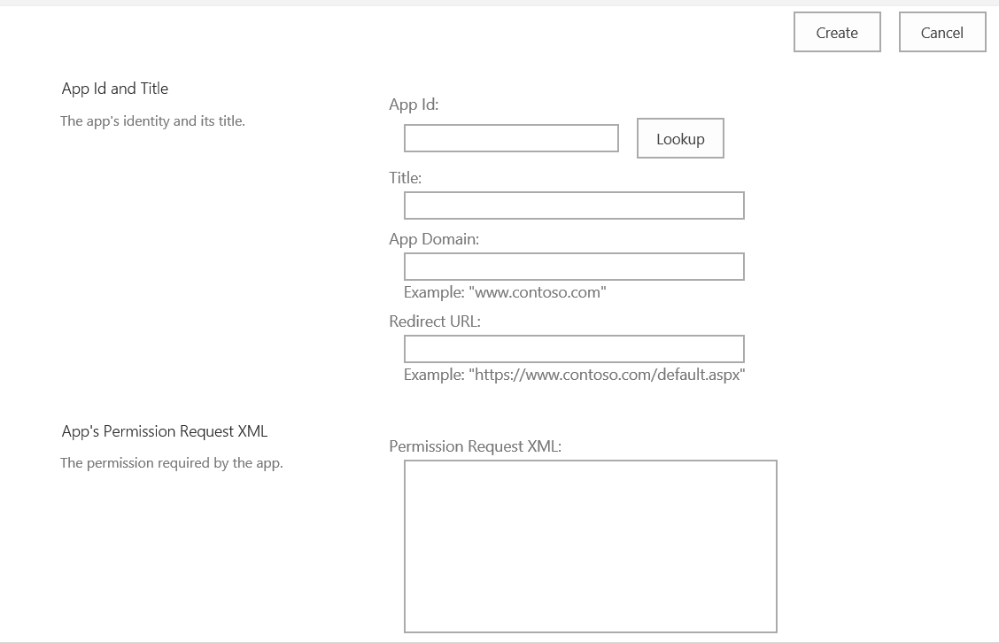 Create
Cancel
App Id and Title
The app's identity and its title.
App Id:
Lookup
Title:
App Domain:
Example: "www.contoso.com"
Redirect URL:
Example: "https://www.contoso.com/default.aspx"
App's Permission Request XML
The permission required by the app.
Permission Request XML: